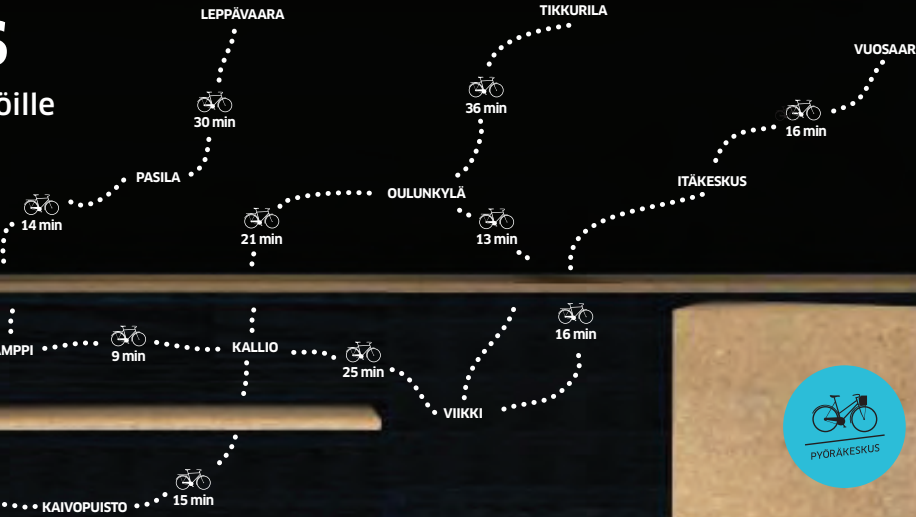 S
öille
LEPPÄVAARA
TIKKURILA
VUOSAAR
36 min
30 min
16 min
PASILA
ITÄKESKUS
OULUNKYLÄ
14 min
21 min
13 min
16 min
AMPPI
9 min
KALLIO
25 min
VIIKKI
PYÖRÄKESKUS
15 min
KAIVOPUISTO